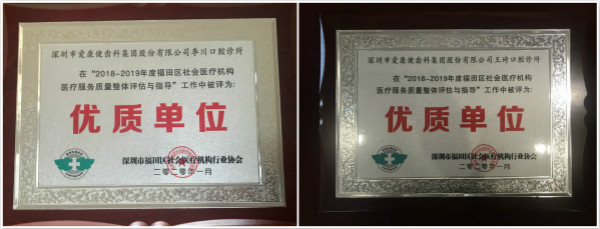 深圳市爱康健齿科集团股份有限公司李川口腔诊所
在“2018-2019年度福田区社会医疗机构
医疗服务质量整体评估与指导”工作中被评为:
优质单位
深圳市福田区社会医疗机构行业协会
二〇二〇年一月
深圳市爱康健齿科集团股份有限公司王琦口腔诊所
在“2018-2019年度福田区社会医疗机构
医疗服务质量整体评估与指导”工作中被评为:
优质单位
深圳市福田区社会医疗机构行业协会
二〇二〇年一月